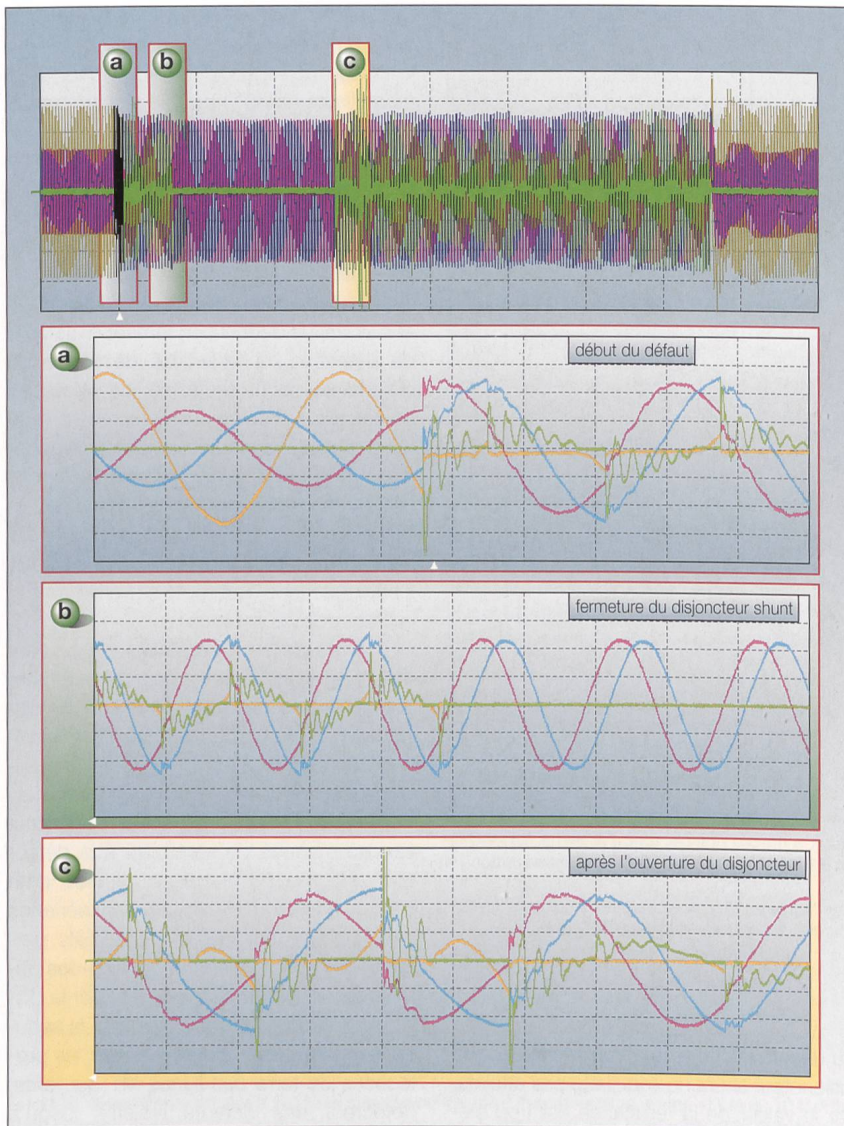 a
b
c
a
début du défaut
b
fermeture du disjoncteur shunt
c
après l'ouverture du disjoncteur